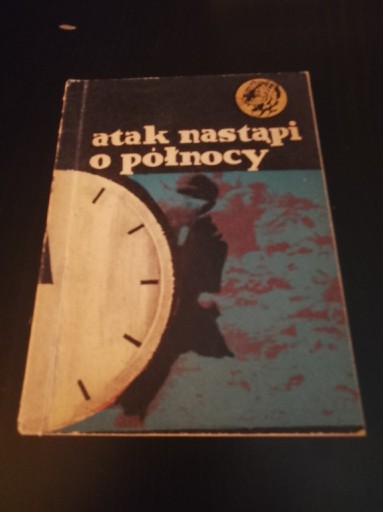 atak nastąpi
o północy